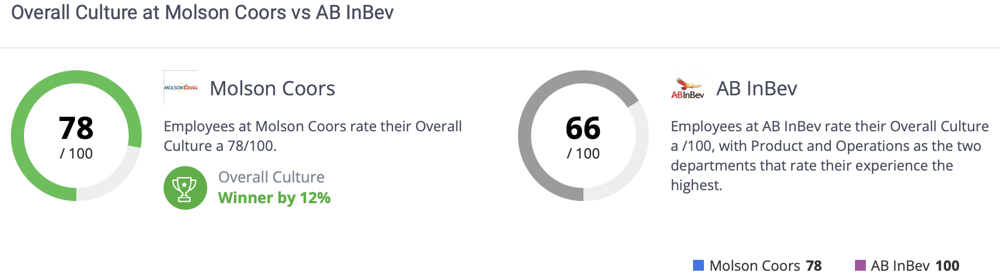 Overall Culture at Molson Coors vs AB InBev
MOLSON Coors
Molson Coors
78
/ 100
Employees at Molson Coors rate their Overall
Culture a 78/100.
Overall Culture
Winner by 12%
ABInBev
AB InBev
66
/ 100
Employees at AB InBev rate their Overall Culture
a /100, with Product and Operations as the two
departments that rate their experience the
highest.
Molson Coors 78
AB InBev 100